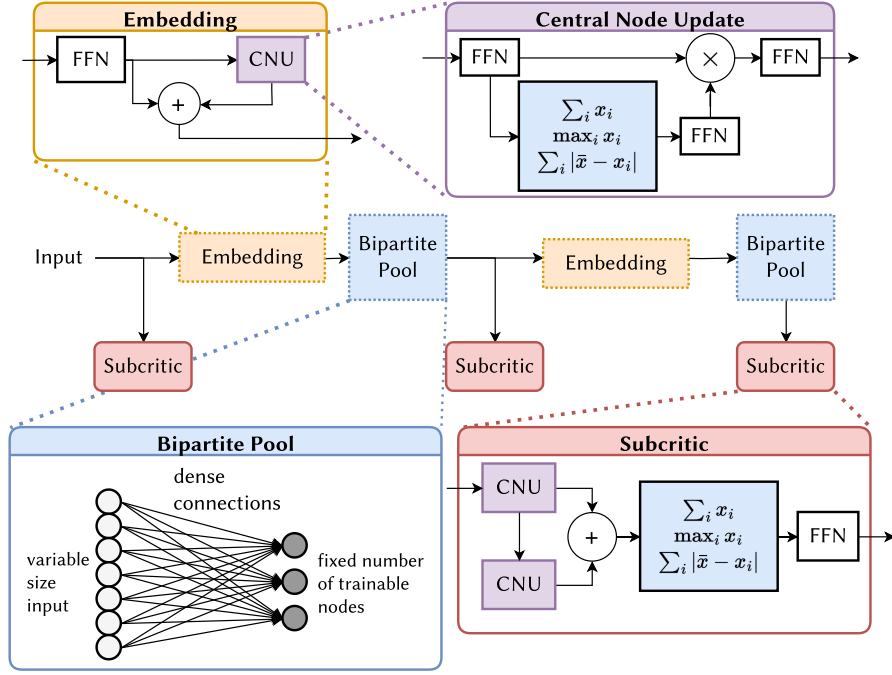 Embedding
FFN
CNU
+
Central Node Update
FFN
×
FFN
∑ᵢ xᵢ
maxᵢ xᵢ
∑ᵢ |x̄ − xᵢ|
FFN
Input
Embedding
Bipartite
Pool
Embedding
Bipartite
Pool
Subcritic
Subcritic
Subcritic
Bipartite Pool
dense
connections
variable
size
input
fixed number
of trainable
nodes
Subcritic
CNU
CNU
+
∑ᵢ xᵢ
maxᵢ xᵢ
∑ᵢ |x̄ − xᵢ|
FFN